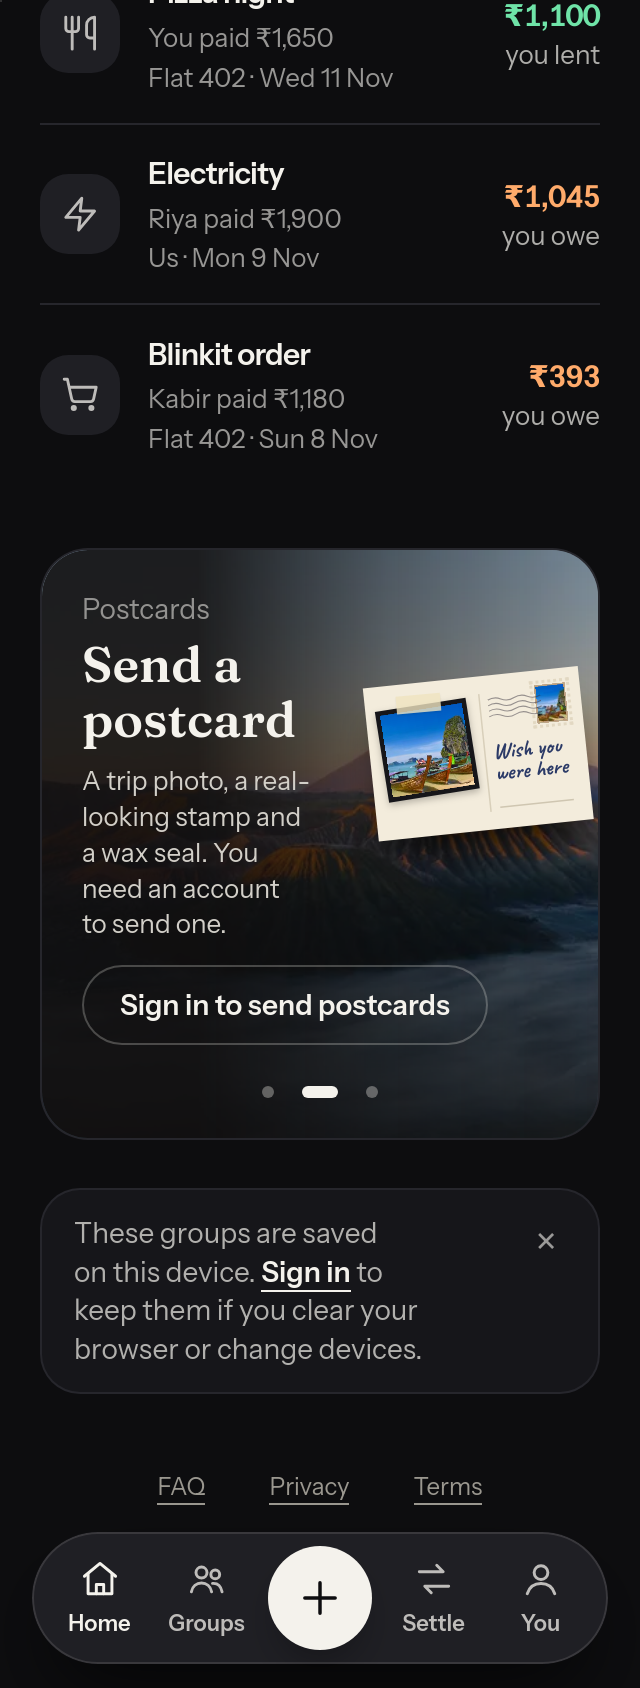 Pizza night
₹1,100
You paid ₹1,650
you lent
Flat 402 · Wed 11 Nov
Electricity
₹1,045
Riya paid ₹1,900
you owe
Us · Mon 9 Nov
Blinkit order
₹393
Kabir paid ₹1,180
you owe
Flat 402 · Sun 8 Nov
Postcards
Send a
postcard
A trip photo, a real-
looking stamp and
a wax seal. You
need an account
to send one.
Wish you
were here
Sign in to send postcards
These groups are saved
on this device. Sign in to
keep them if you clear your
browser or change devices.
FAQ Privacy Terms
Home Groups Settle You